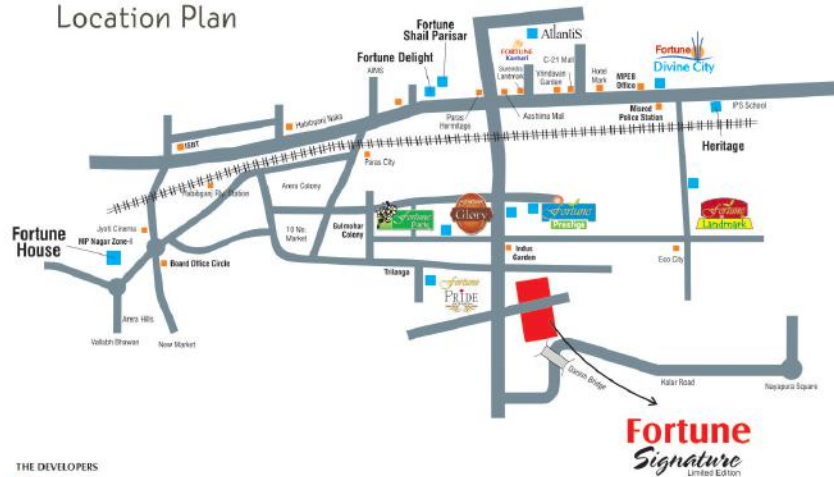 Location Plan
Fortune
Shail Parisar
Fortune Delight
AIMS
FORTUNE
Kasturi
AtlantiS
Surendra
Landmark
C-21 Mall
Vrindavan
Garden
Hotel
Mark
MPEB
Office
Fortune
Divine City
Habibganj Naka
ISBT
Paras
Hermitage
Aashima Mall
Misrod
Police Station
IPS School
Heritage
Paras City
Habibganj Rly. Station
Arera Colony
Jyoti Cinema
10 No.
Market
Gulmohar
Colony
Fortune
Glory
Fortune
Prestige
Fortune
Landmark
Fortune
House
MP Nagar Zone-I
Board Office Circle
Indus
Garden
Eco City
Trilanga
Fortune
PRIDE
Arera Hills
Vallabh Bhawan
New Market
Danish Bridge
Kolar Road
Nayapura Square
Fortune
Signature
Limited Edition
THE DEVELOPERS